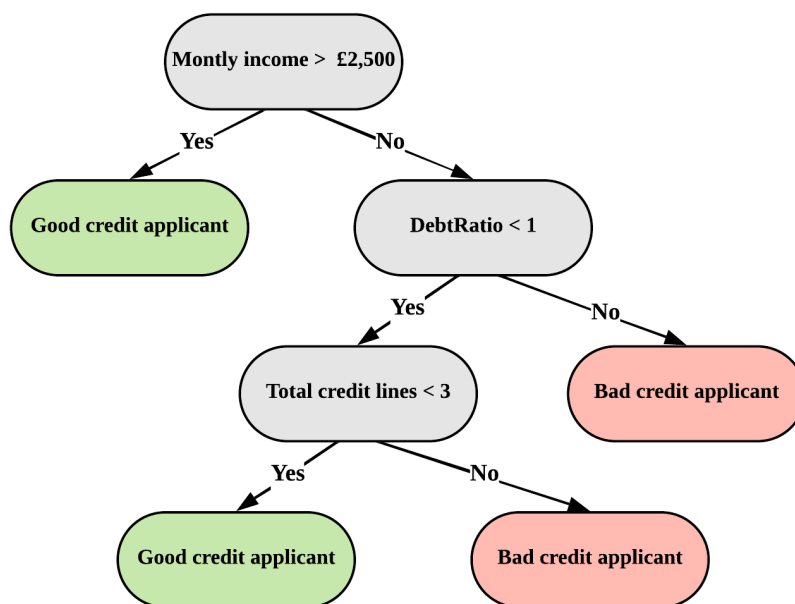 Montly income > £2,500
Yes
No
Good credit applicant
DebtRatio < 1
Yes
No
Total credit lines < 3
Bad credit applicant
Yes
No
Good credit applicant
Bad credit applicant